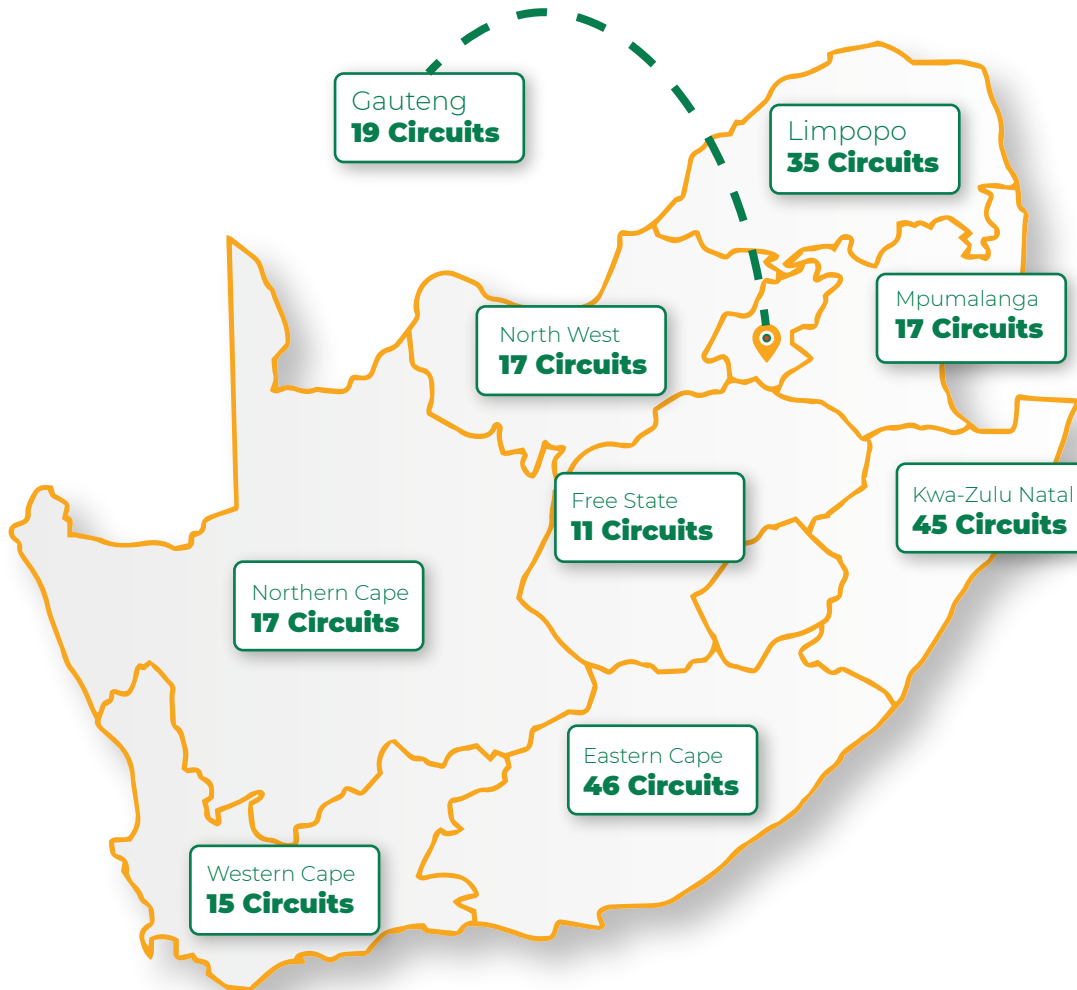 Gauteng
19 Circuits
Limpopo
35 Circuits
Mpumalanga
17 Circuits
North West
17 Circuits
Free State
11 Circuits
Kwa-Zulu Natal
45 Circuits
Northern Cape
17 Circuits
Eastern Cape
46 Circuits
Western Cape
15 Circuits